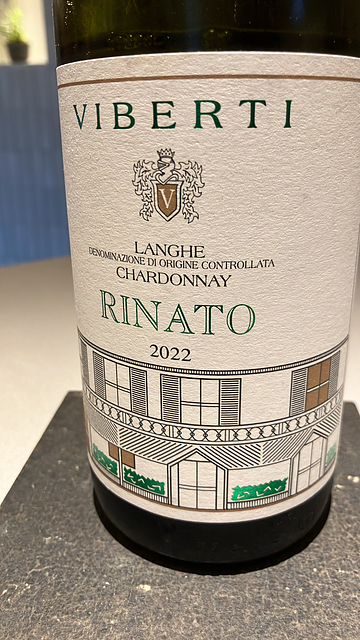 VIBERTI
V
LANGHE
DENOMINAZIONE DI ORIGINE CONTROLLATA
CHARDONNAY
RINATO
2022